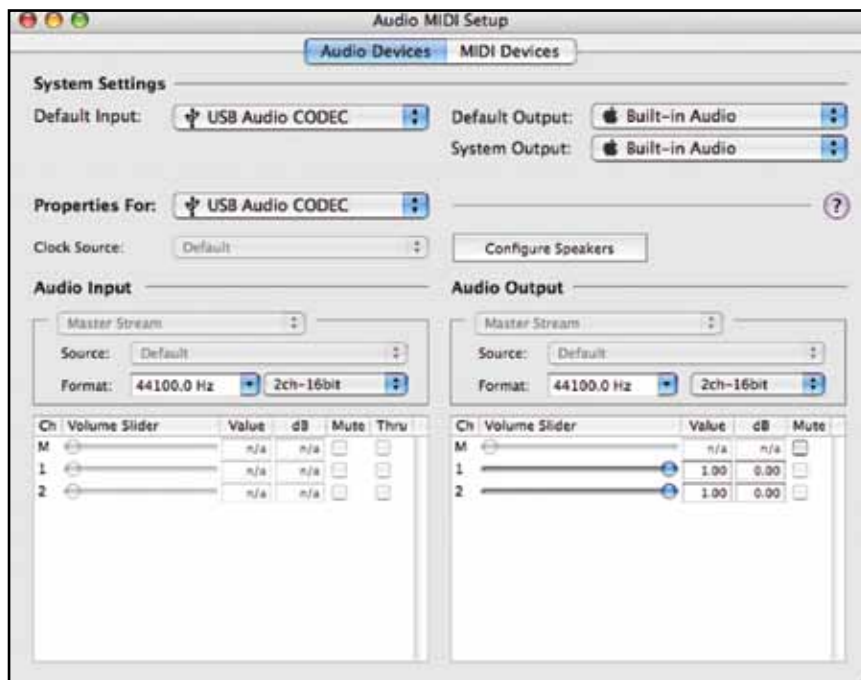 Audio MIDI Setup
Audio Devices MIDI Devices
System Settings
Default Input: USB Audio CODEC Default Output: Built-in Audio
System Output: Built-in Audio
Properties For: USB Audio CODEC ?
Clock Source: Default Configure Speakers
Audio Input Audio Output
Master Stream Master Stream
Source: Default Source: Default
Format: 44100.0 Hz 2ch-16bit Format: 44100.0 Hz 2ch-16bit
Ch Volume Slider Value dB Mute Thru Ch Volume Slider Value dB Mute
M n/a n/a M n/a n/a
1 n/a n/a 1 1.00 0.00
2 n/a n/a 2 1.00 0.00